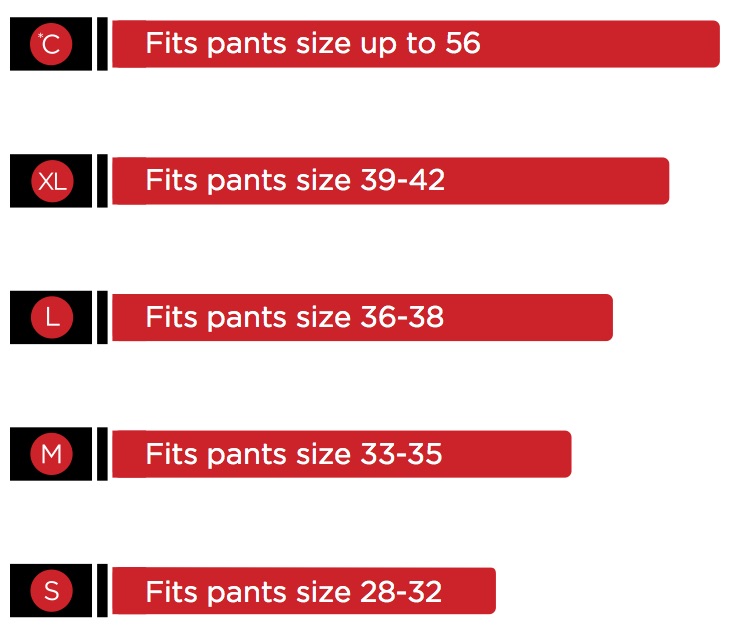 *C Fits pants size up to 56
XL Fits pants size 39-42
L Fits pants size 36-38
M Fits pants size 33-35
S Fits pants size 28-32